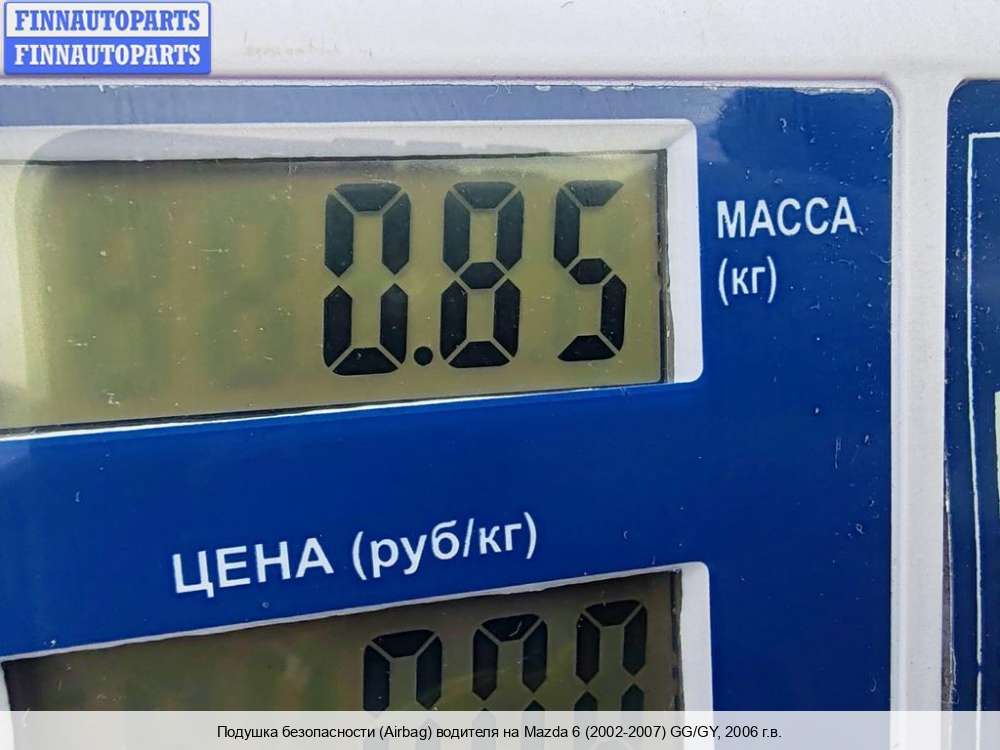 FINNAUTOPARTS
FINNAUTOPARTS
0.85
МАССА
(кг)
ЦЕНА (руб/кг)
Подушка безопасности (Airbag) водителя на Mazda 6 (2002-2007) GG/GY, 2006 г.в.